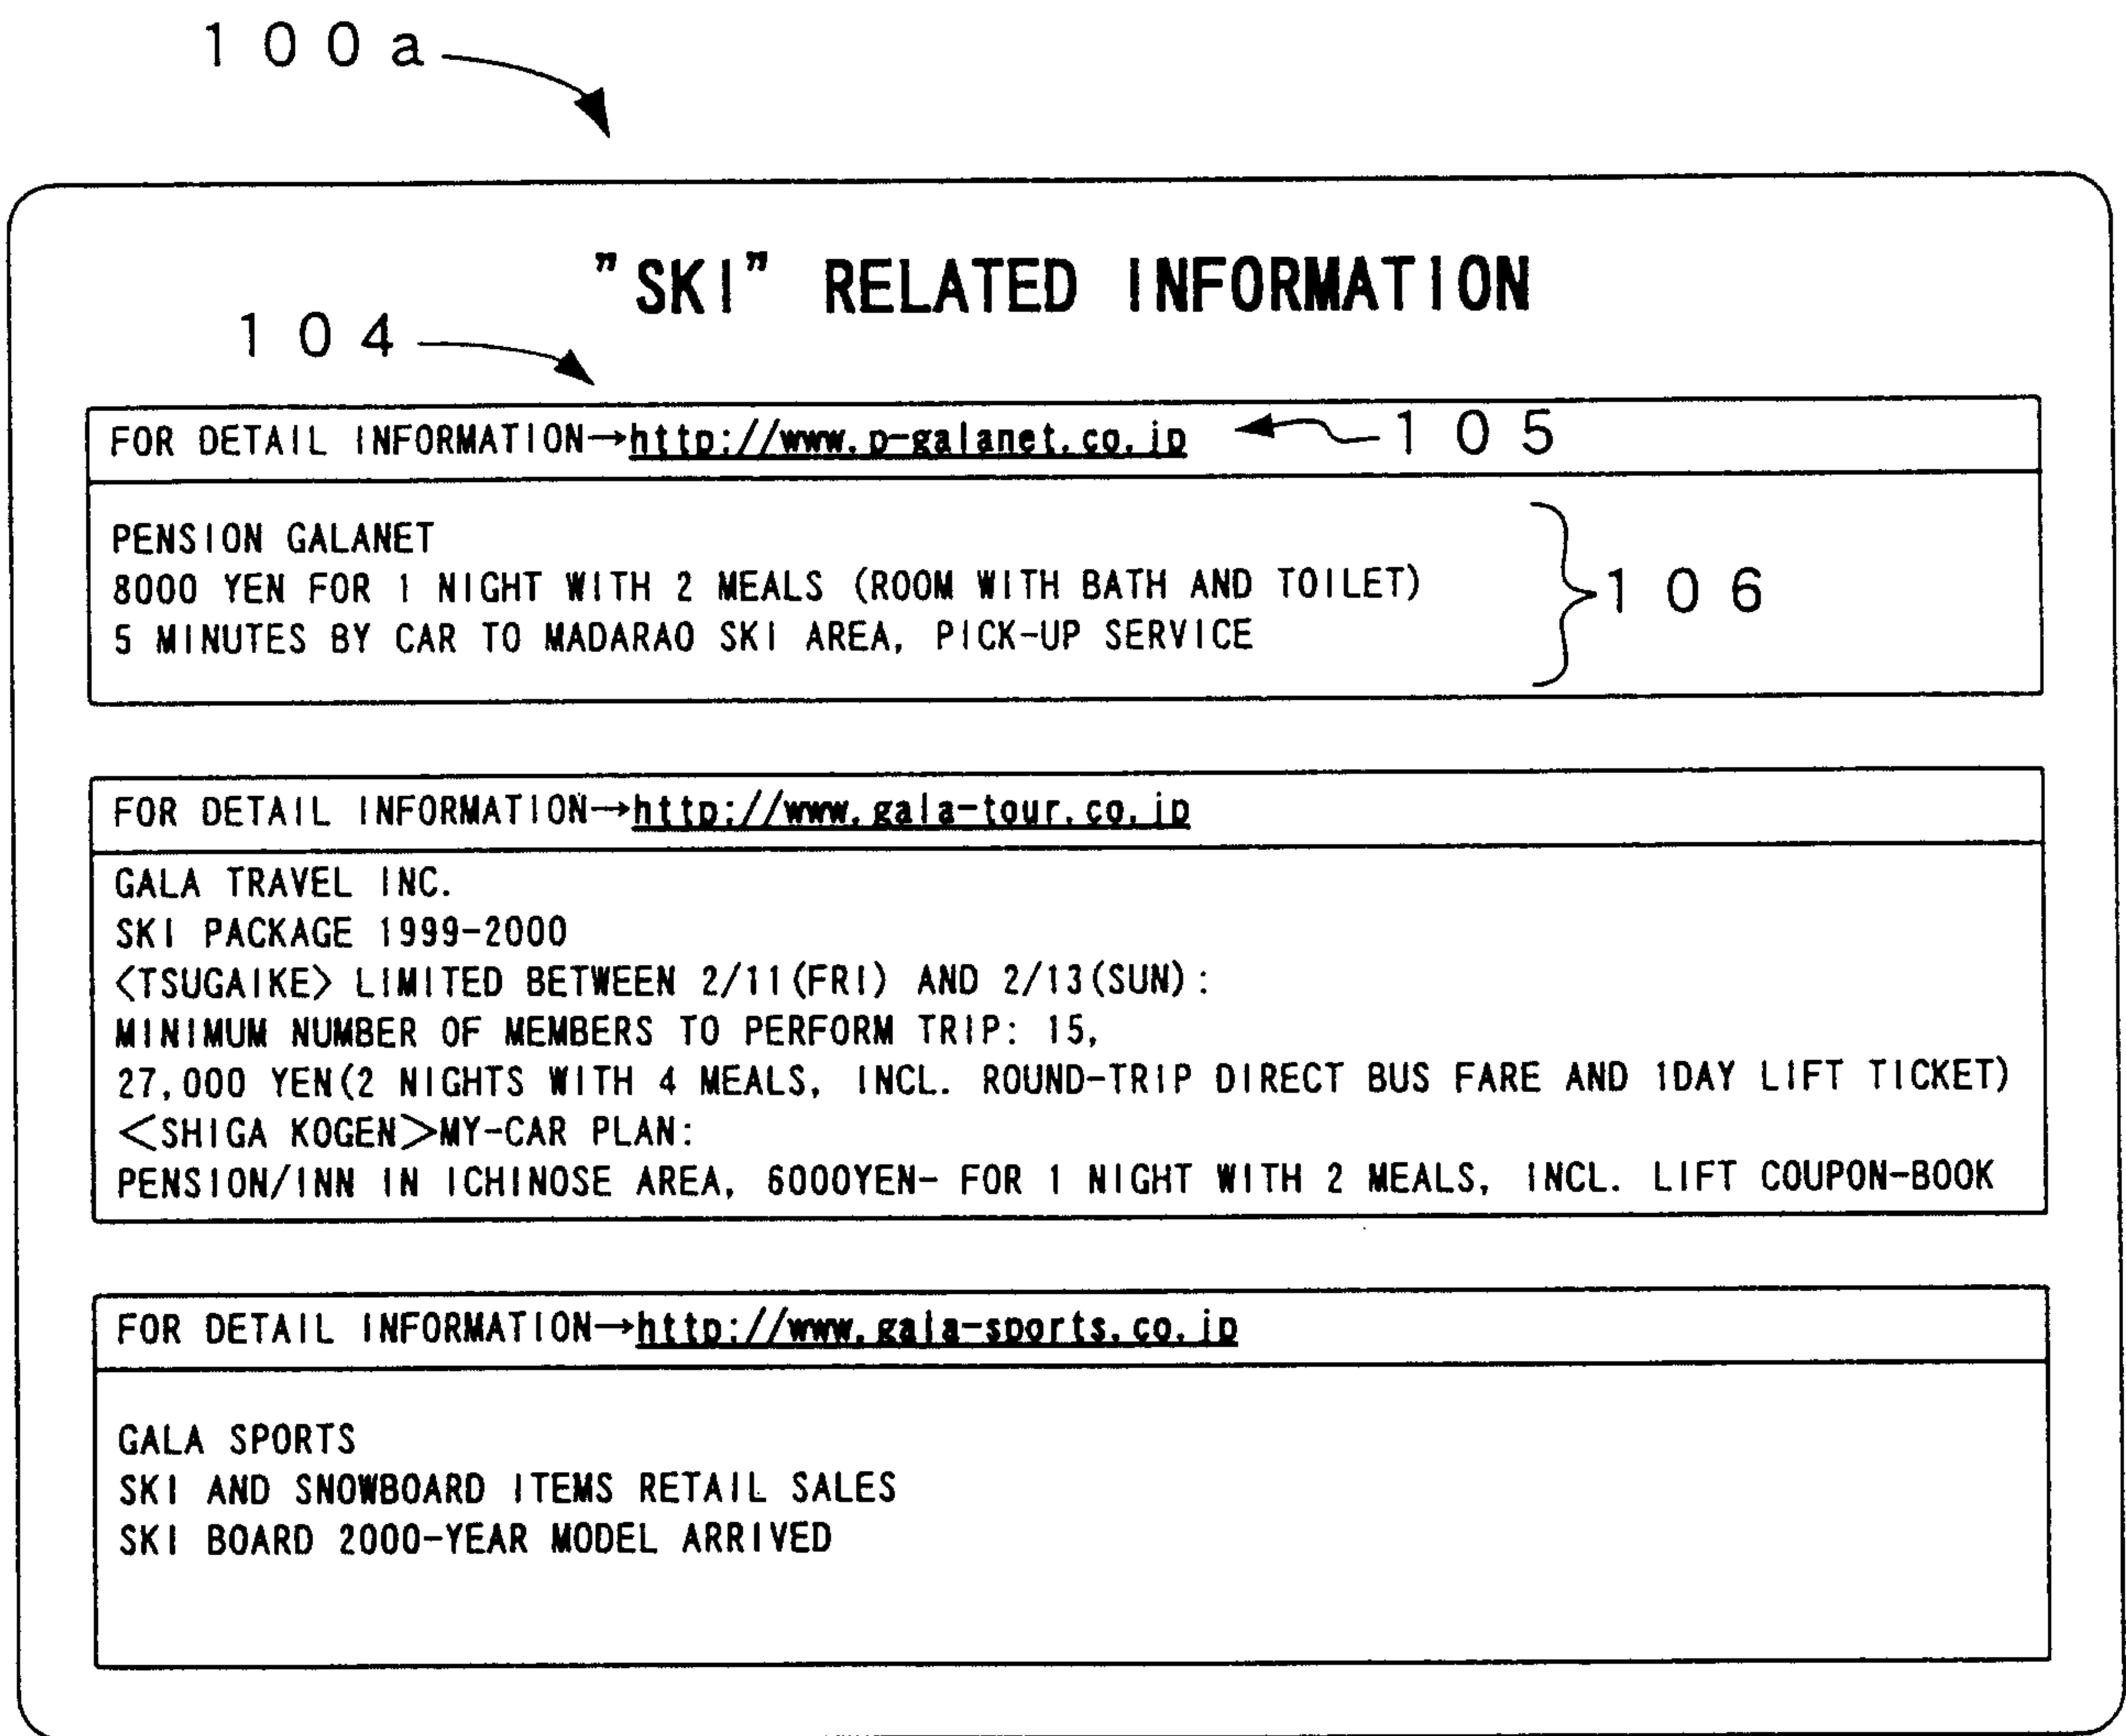 100a
"SKI" RELATED INFORMATION
104
FOR DETAIL INFORMATION→http://www.p-galanet.co.jp
105
PENSION GALANET
8000 YEN FOR 1 NIGHT WITH 2 MEALS (ROOM WITH BATH AND TOILET)
5 MINUTES BY CAR TO MADARAO SKI AREA, PICK-UP SERVICE
106
FOR DETAIL INFORMATION→http://www.gala-tour.co.jp
GALA TRAVEL INC.
SKI PACKAGE 1999-2000
<TSUGAIKE> LIMITED BETWEEN 2/11(FRI) AND 2/13(SUN):
MINIMUM NUMBER OF MEMBERS TO PERFORM TRIP: 15,
27,000 YEN(2 NIGHTS WITH 4 MEALS, INCL. ROUND-TRIP DIRECT BUS FARE AND 1DAY LIFT TICKET)
<SHIGA KOGEN>MY-CAR PLAN:
PENSION/INN IN ICHINOSE AREA, 6000YEN- FOR 1 NIGHT WITH 2 MEALS, INCL. LIFT COUPON-BOOK
FOR DETAIL INFORMATION→http://www.gala-sports.co.jp
GALA SPORTS
SKI AND SNOWBOARD ITEMS RETAIL SALES
SKI BOARD 2000-YEAR MODEL ARRIVED